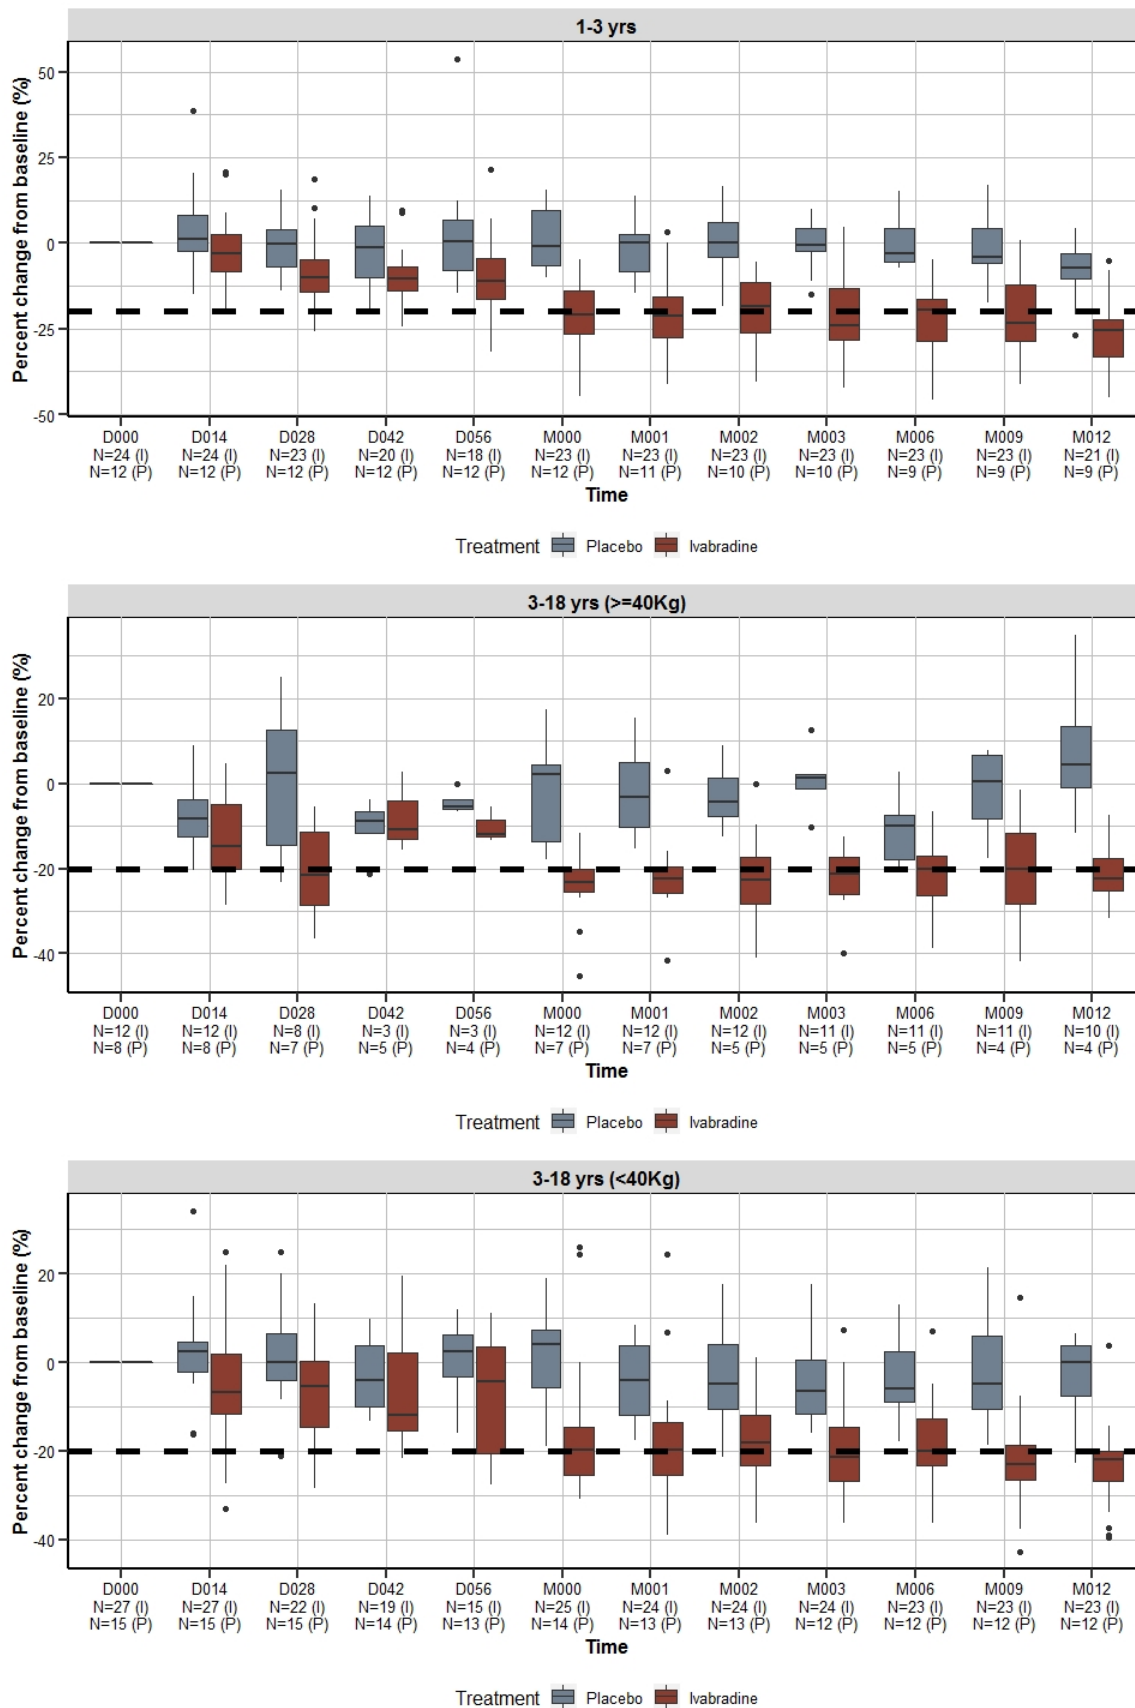 1-3 yrs
Percent change from baseline (%)
50
25
0
-25
-50
D000 D014 D028 D042 D056 M000 M001 M002 M003 M006 M009 M012
N=24 (I) N=24 (I) N=23 (I) N=20 (I) N=18 (I) N=23 (I) N=23 (I) N=23 (I) N=23 (I) N=23 (I) N=23 (I) N=21 (I)
N=12 (P) N=12 (P) N=12 (P) N=12 (P) N=12 (P) N=12 (P) N=11 (P) N=10 (P) N=10 (P) N=9 (P) N=9 (P) N=9 (P)
Time
Treatment Placebo Ivabradine
3-18 yrs (>=40Kg)
Percent change from baseline (%)
20
0
-20
-40
D000 D014 D028 D042 D056 M000 M001 M002 M003 M006 M009 M012
N=12 (I) N=12 (I) N=8 (I) N=3 (I) N=3 (I) N=12 (I) N=12 (I) N=12 (I) N=11 (I) N=11 (I) N=11 (I) N=10 (I)
N=8 (P) N=8 (P) N=7 (P) N=5 (P) N=4 (P) N=7 (P) N=7 (P) N=5 (P) N=5 (P) N=5 (P) N=4 (P) N=4 (P)
Time
Treatment Placebo Ivabradine
3-18 yrs (<40Kg)
Percent change from baseline (%)
20
0
-20
-40
D000 D014 D028 D042 D056 M000 M001 M002 M003 M006 M009 M012
N=27 (I) N=27 (I) N=22 (I) N=19 (I) N=15 (I) N=25 (I) N=24 (I) N=24 (I) N=24 (I) N=23 (I) N=23 (I) N=23 (I)
N=15 (P) N=15 (P) N=15 (P) N=14 (P) N=13 (P) N=14 (P) N=13 (P) N=13 (P) N=12 (P) N=12 (P) N=12 (P) N=12 (P)
Time
Treatment Placebo Ivabradine